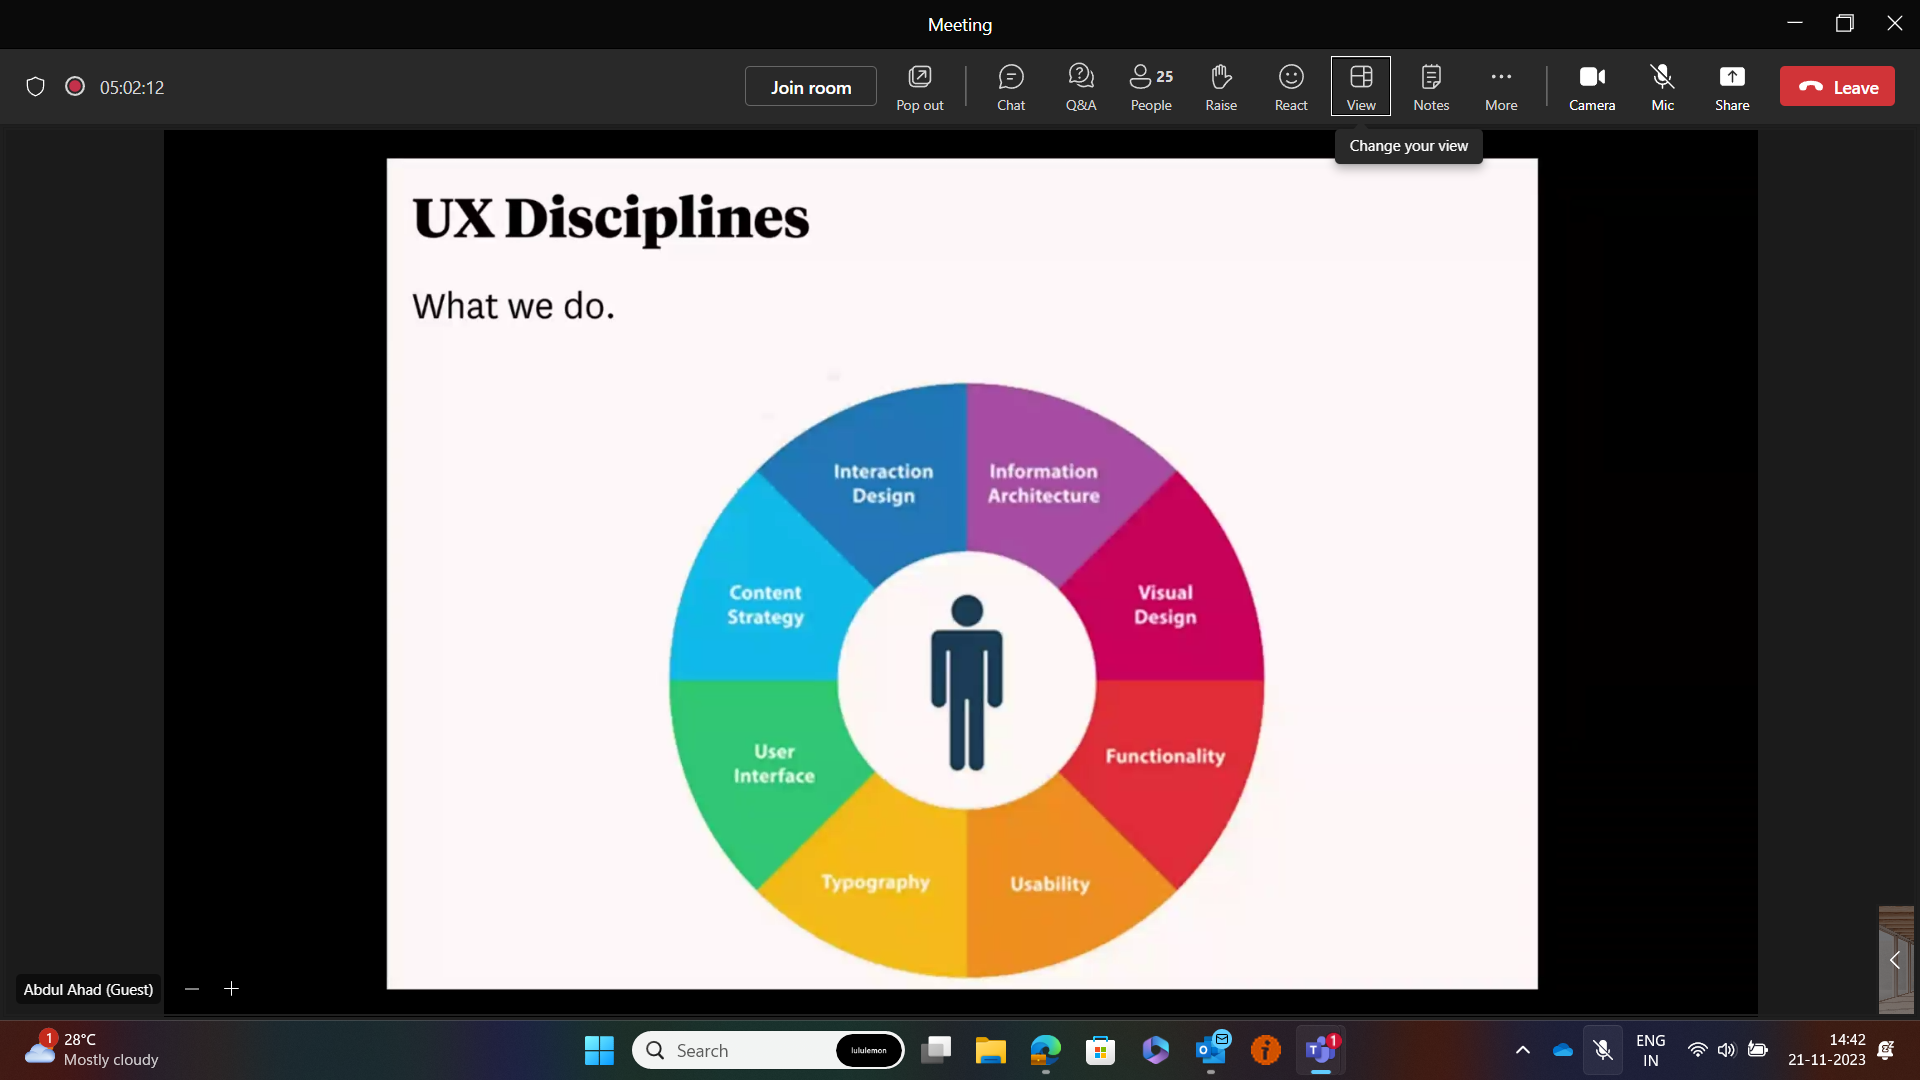 Meeting
05:02:12
Join room
Pop out
Chat
Q&A
People 25
Raise
React
View
Notes
More
Camera
Mic
Share
Leave
Change your view
UX Disciplines
What we do.
Interaction
Design
Information
Architecture
Content
Strategy
Visual
Design
User
Interface
Functionality
Typography
Usability
Abdul Ahad (Guest)
1
28°C
Mostly cloudy
Search
lululemon
1
ENG
IN
14:42
21-11-2023